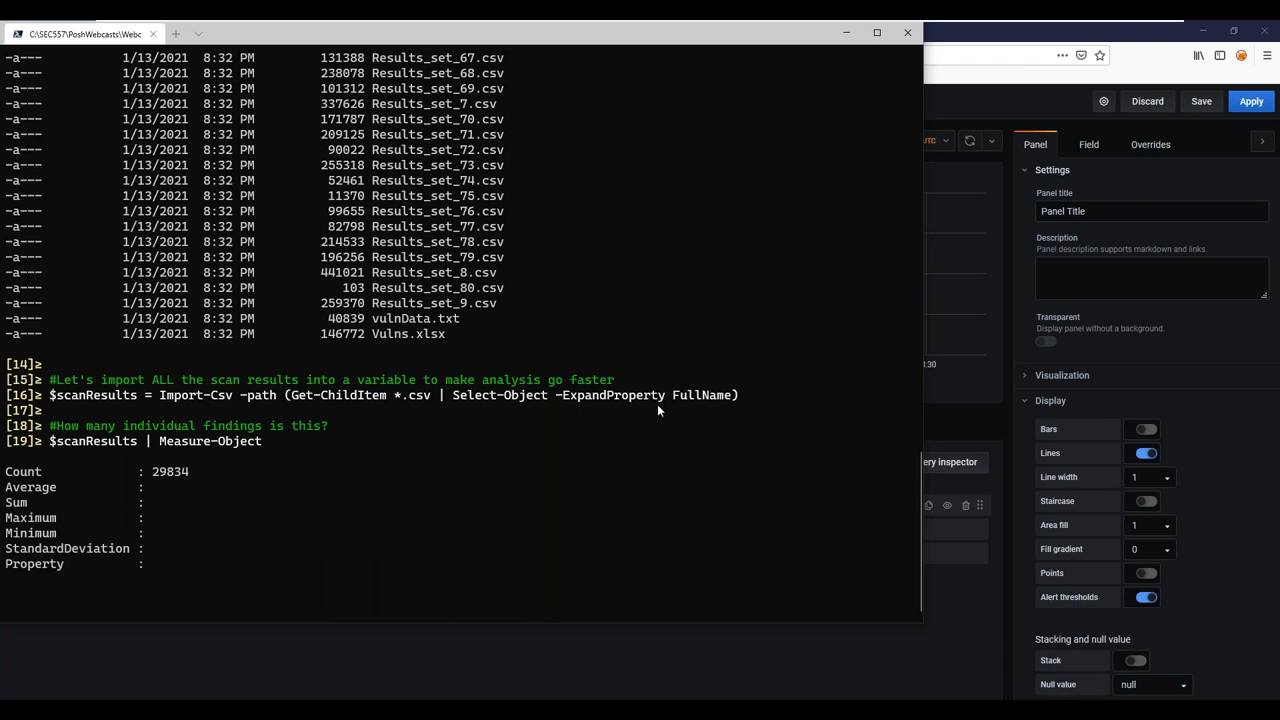 C:\SEC557\PoshWebcasts\Webc
-a--- 1/13/2021 8:32 PM 131388 Results_set_67.csv
-a--- 1/13/2021 8:32 PM 238078 Results_set_68.csv
-a--- 1/13/2021 8:32 PM 101312 Results_set_69.csv
-a--- 1/13/2021 8:32 PM 337626 Results_set_7.csv
-a--- 1/13/2021 8:32 PM 171787 Results_set_70.csv
-a--- 1/13/2021 8:32 PM 209125 Results_set_71.csv
-a--- 1/13/2021 8:32 PM 90022 Results_set_72.csv
-a--- 1/13/2021 8:32 PM 255318 Results_set_73.csv
-a--- 1/13/2021 8:32 PM 52461 Results_set_74.csv
-a--- 1/13/2021 8:32 PM 11370 Results_set_75.csv
-a--- 1/13/2021 8:32 PM 99655 Results_set_76.csv
-a--- 1/13/2021 8:32 PM 82798 Results_set_77.csv
-a--- 1/13/2021 8:32 PM 214533 Results_set_78.csv
-a--- 1/13/2021 8:32 PM 196256 Results_set_79.csv
-a--- 1/13/2021 8:32 PM 441021 Results_set_8.csv
-a--- 1/13/2021 8:32 PM 103 Results_set_80.csv
-a--- 1/13/2021 8:32 PM 259370 Results_set_9.csv
-a--- 1/13/2021 8:32 PM 40839 vulnData.txt
-a--- 1/13/2021 8:32 PM 146772 Vulns.xlsx
[14]≥
[15]≥ #Let's import ALL the scan results into a variable to make analysis go faster
[16]≥ $scanResults = Import-Csv -path (Get-ChildItem *.csv | Select-Object -ExpandProperty FullName)
[17]≥
[18]≥ #How many individual findings is this?
[19]≥ $scanResults | Measure-Object
Count : 29834
Average :
Sum :
Maximum :
Minimum :
StandardDeviation :
Property :
Discard
Save
Apply
UTC
:30
ery inspector
Panel
Field
Overrides
Settings
Panel title
Panel Title
Description
Panel description supports markdown and links.
Transparent
Display panel without a background.
Visualization
Display
Bars
Lines
Line width 1
Staircase
Area fill 1
Fill gradient 0
Points
Alert thresholds
Stacking and null value
Stack
Null value null